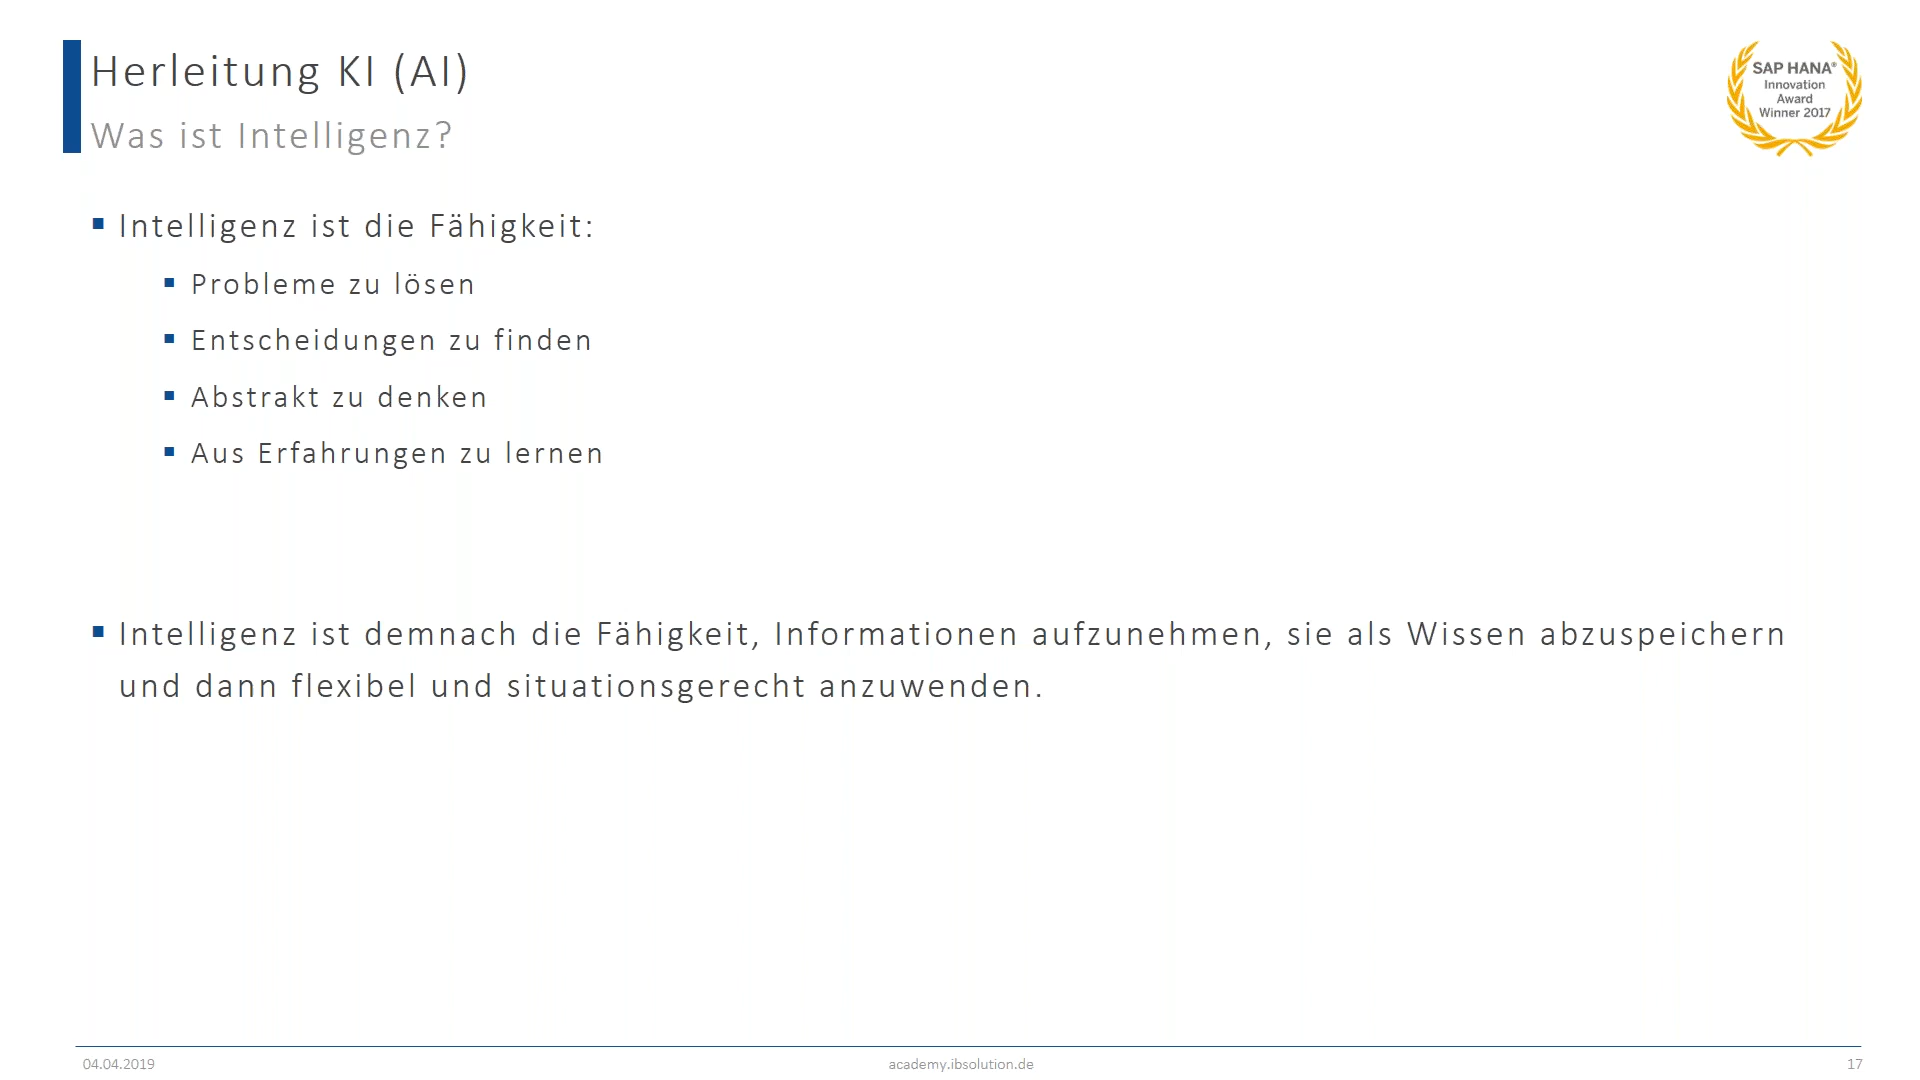 Herleitung KI (AI)
Was ist Intelligenz?
SAP HANA®
Innovation
Award
Winner 2017
▪ Intelligenz ist die Fähigkeit:
▪ Probleme zu lösen
▪ Entscheidungen zu finden
▪ Abstrakt zu denken
▪ Aus Erfahrungen zu lernen
▪ Intelligenz ist demnach die Fähigkeit, Informationen aufzunehmen, sie als Wissen abzuspeichern
und dann flexibel und situationsgerecht anzuwenden.
04.04.2019
academy.ibsolution.de
17